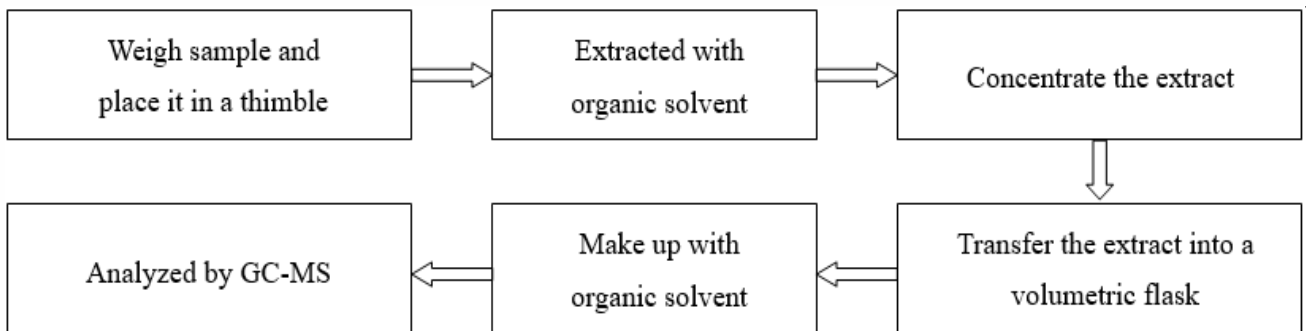 Weigh sample and
place it in a thimble
Extracted with
organic solvent
Concentrate the extract
Transfer the extract into a
volumetric flask
Make up with
organic solvent
Analyzed by GC-MS